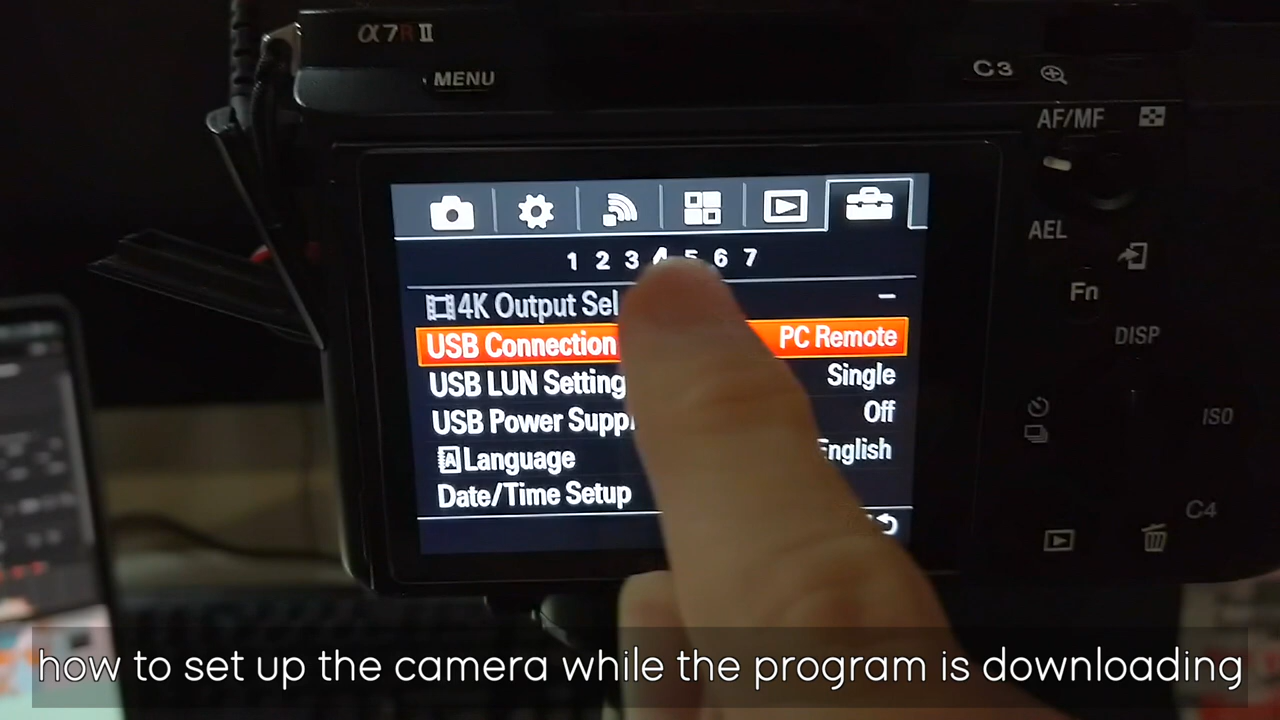 α7RII
MENU
C3
AF/MF
AEL
Fn
DISP
ISO
C4
1 2 3 4 5 6 7
4K Output Sel
USB Connection PC Remote
USB LUN Setting Single
USB Power Suppl Off
Language English
Date/Time Setup
how to set up the camera while the program is downloading